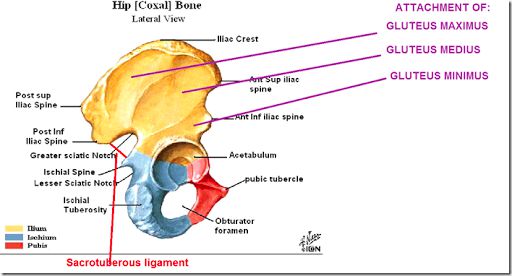 Hip [Coxal] Bone
Lateral View
ATTACHMENT OF:
GLUTEUS MAXIMUS
GLUTEUS MEDIUS
GLUTEUS MINIMUS
Iliac Crest
Ant Sup iliac
spine
Post sup
Iliac Spine
Ant Inf iliac spine
Post Inf
Iliac Spine
Greater sciatic Notch
Acetabulum
Ischial Spine
Lesser Sciatic Notch
pubic tubercle
Ischial
Tuberosity
Obturator
foramen
Ilium
Ischium
Pubis
Sacrotuberous ligament